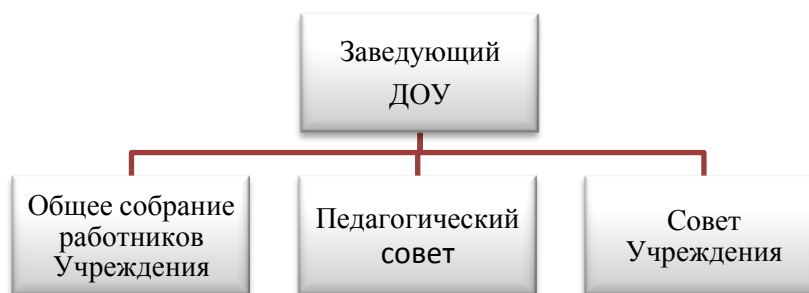 Заведующий
ДОУ
Общее собрание
работников
Учреждения
Педагогический
совет
Совет
Учреждения